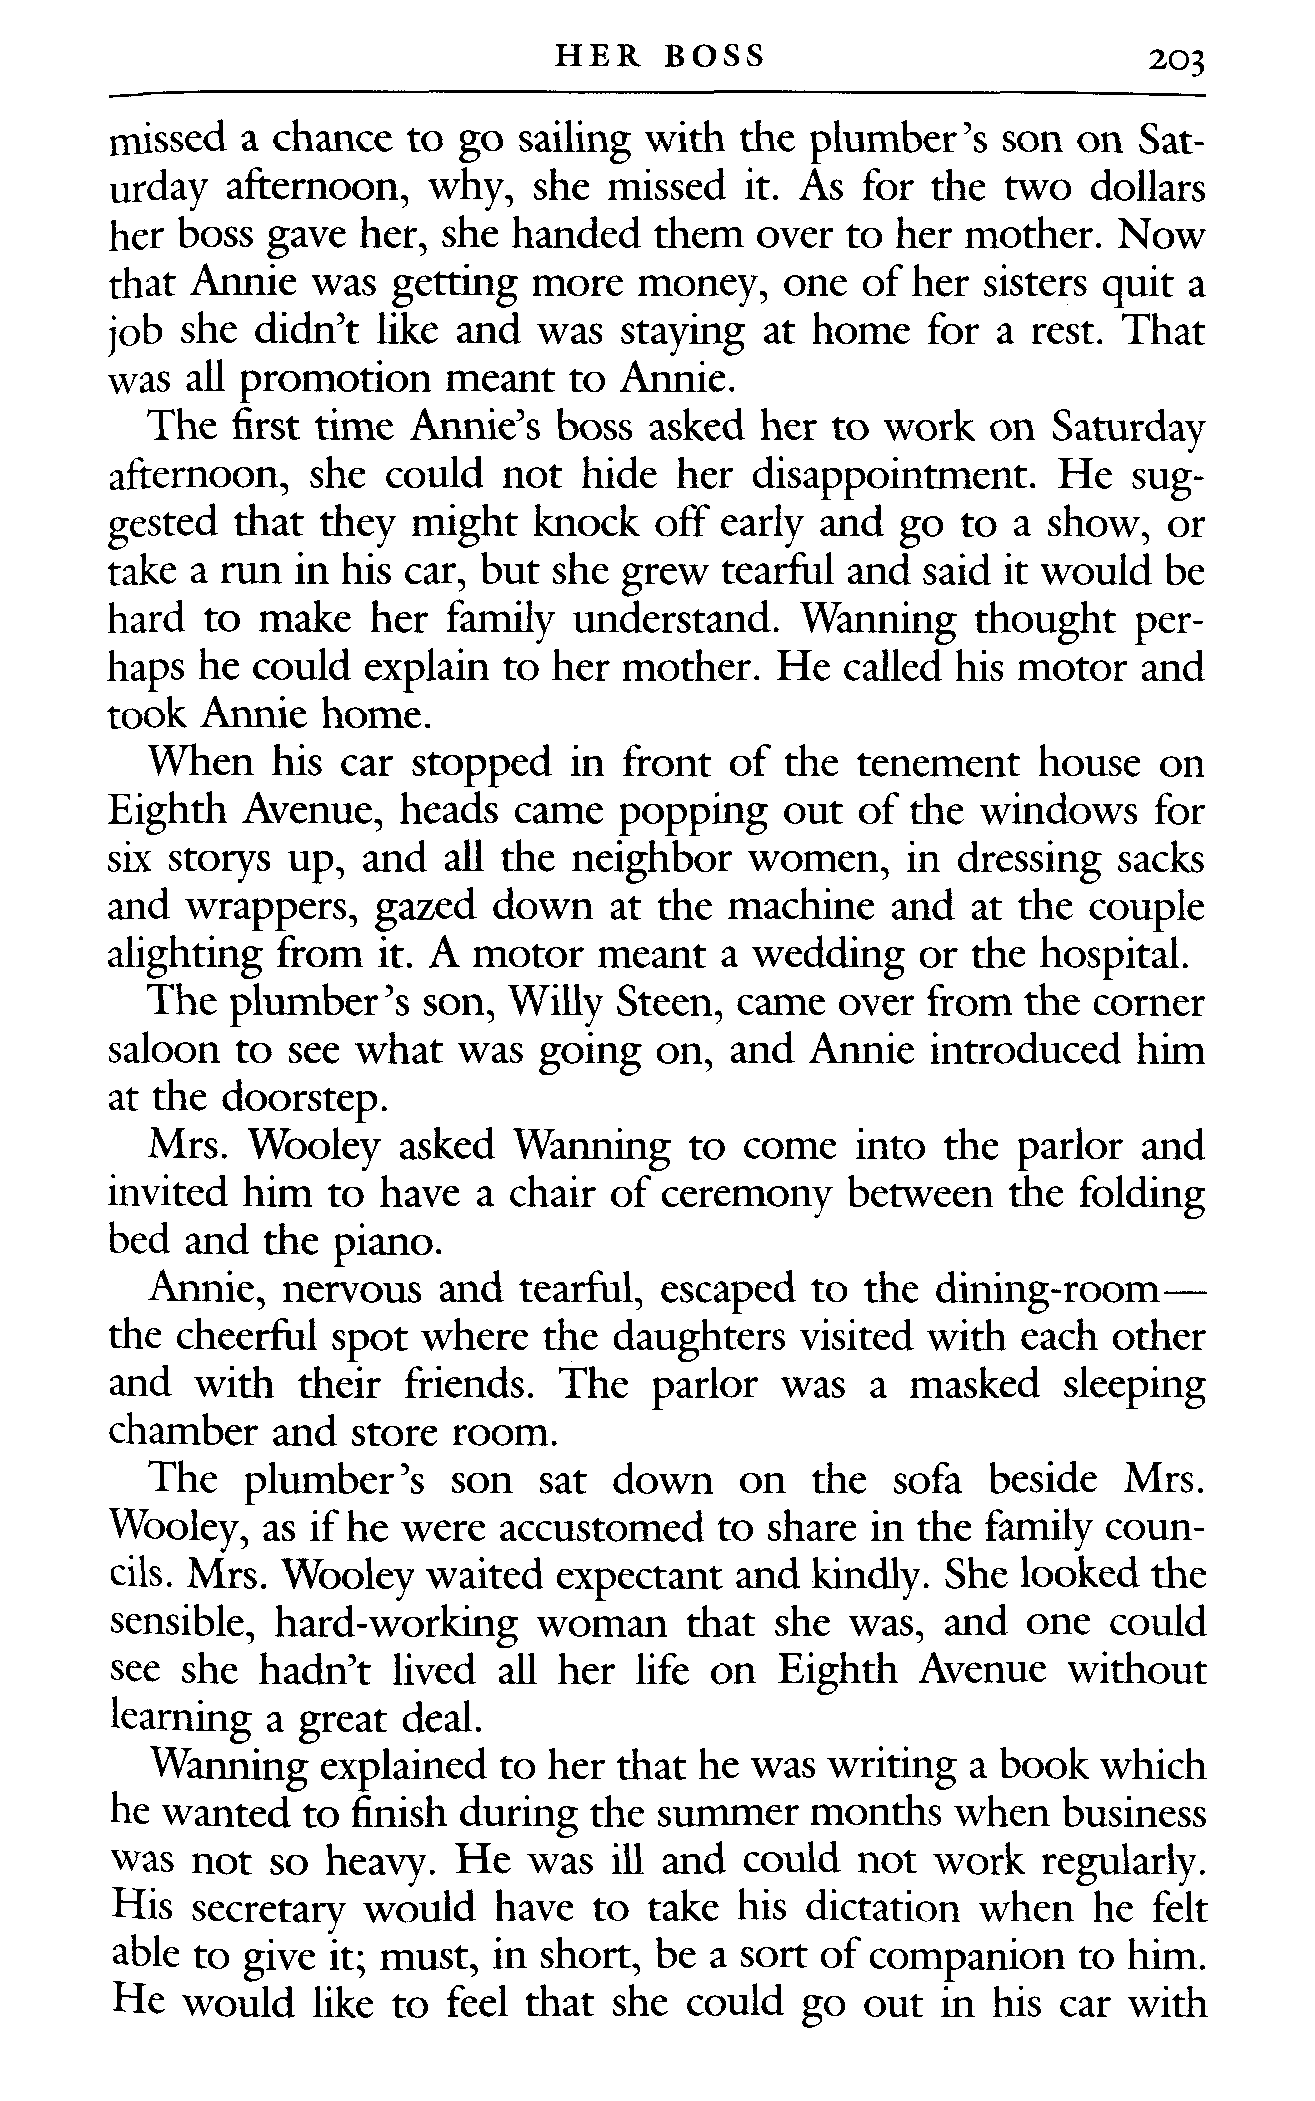 HER BOSS 203
missed a chance to go sailing with the plumber's son on Sat-
urday afternoon, why, she missed it. As for the two dollars
her boss gave her, she handed them over to her mother. Now
that Annie was getting more money, one of her sisters quit a
job she didn't like and was staying at home for a rest. That
was all promotion meant to Annie.
The first time Annie's boss asked her to work on Saturday
afternoon, she could not hide her disappointment. He sug-
gested that they might knock off early and go to a show, or
take a run in his car, but she grew tearful and said it would be
hard to make her family understand. Wanning thought per-
haps he could explain to her mother. He called his motor and
took Annie home.
When his car stopped in front of the tenement house on
Eighth Avenue, heads came popping out of the windows for
six storys up, and all the neighbor women, in dressing sacks
and wrappers, gazed down at the machine and at the couple
alighting from it. A motor meant a wedding or the hospital.
The plumber's son, Willy Steen, came over from the corner
saloon to see what was going on, and Annie introduced him
at the doorstep.
Mrs. Wooley asked Wanning to come into the parlor and
invited him to have a chair of ceremony between the folding
bed and the piano.
Annie, nervous and tearful, escaped to the dining-room—
the cheerful spot where the daughters visited with each other
and with their friends. The parlor was a masked sleeping
chamber and store room.
The plumber's son sat down on the sofa beside Mrs.
Wooley, as if he were accustomed to share in the family coun-
cils. Mrs. Wooley waited expectant and kindly. She looked the
sensible, hard-working woman that she was, and one could
see she hadn't lived all her life on Eighth Avenue without
learning a great deal.
Wanning explained to her that he was writing a book which
he wanted to finish during the summer months when business
was not so heavy. He was ill and could not work regularly.
His secretary would have to take his dictation when he felt
able to give it; must, in short, be a sort of companion to him.
He would like to feel that she could go out in his car with